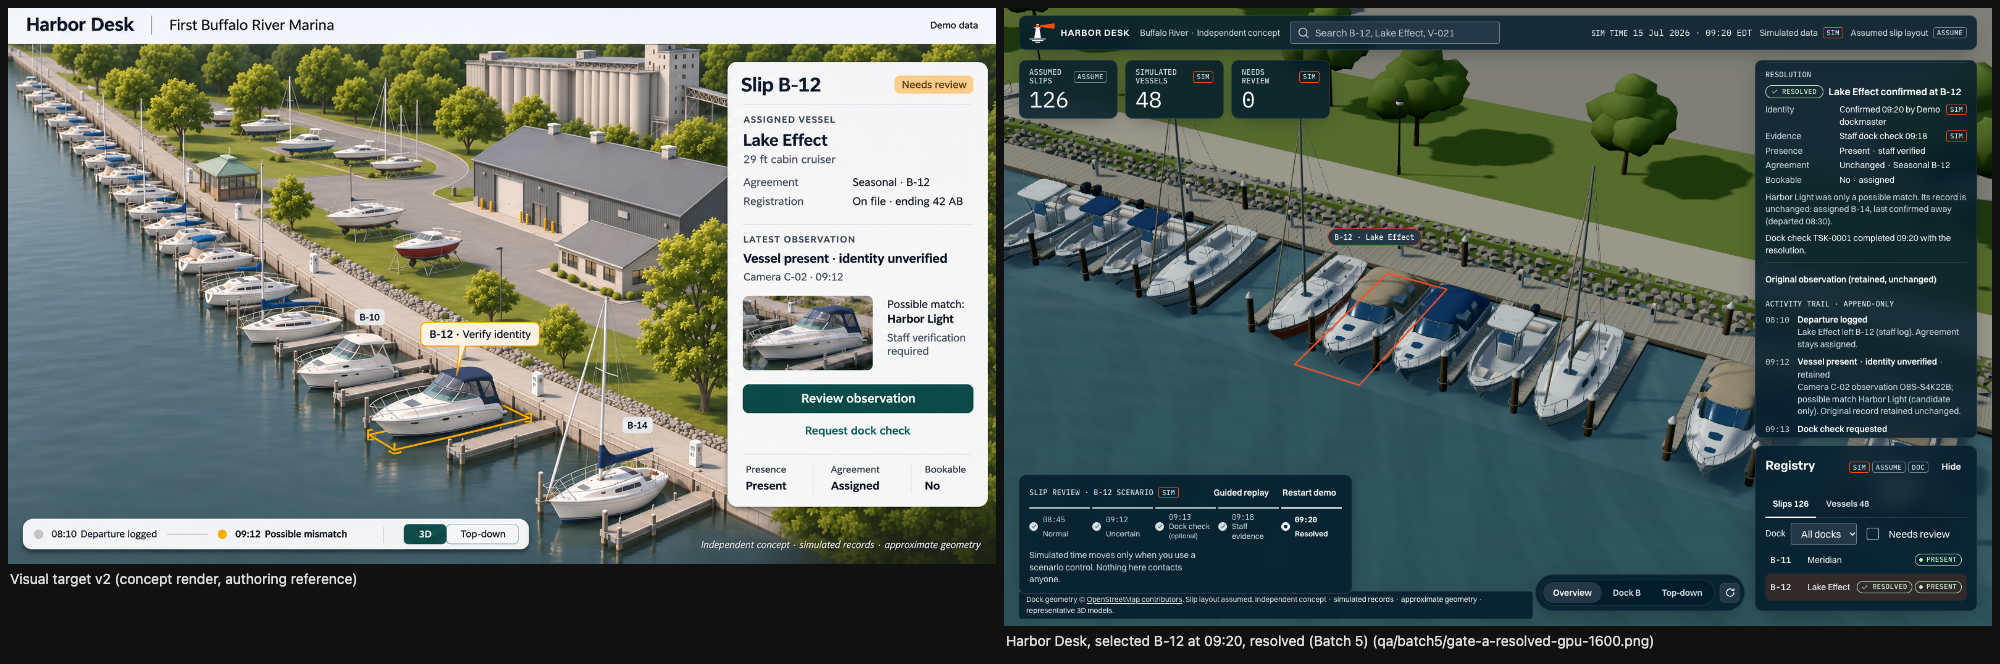 Harbor Desk
First Buffalo River Marina
Demo data
Slip B-12
Needs review
ASSIGNED VESSEL
Lake Effect
29 ft cabin cruiser
Agreement
Seasonal · B-12
Registration
On file · ending 42 AB
LATEST OBSERVATION
Vessel present · identity unverified
Camera C-02 · 09:12
Possible match:
Harbor Light
Staff verification
required
Review observation
Request dock check
Presence
Agreement
Bookable
Present
Assigned
No
B-10
B-12 · Verify identity
B-14
08:10 Departure logged
09:12 Possible mismatch
3D
Top-down
Independent concept · simulated records · approximate geometry
Visual target v2 (concept render, authoring reference)
HARBOR DESK
Buffalo River · Independent concept
Search B-12, Lake Effect, V-021
SIM TIME 15 Jul 2026 · 09:20 EDT
Simulated data
SIM
Assumed slip layout
ASSUME
ASSUMED
SLIPS
ASSUME
126
SIMULATED
VESSELS
SIM
48
NEEDS
REVIEW
SIM
0
B-12 · Lake Effect
RESOLUTION
RESOLVED
Lake Effect confirmed at B-12
Identity
Confirmed 09:20 by Demo
dockmaster
SIM
Evidence
Staff dock check 09:18
SIM
Presence
Present · staff verified
Agreement
Unchanged · Seasonal B-12
Bookable
No · assigned
Harbor Light was only a possible match. Its record is
unchanged: assigned B-14, last confirmed away
(departed 08:30).
Dock check TSK-0001 completed 09:20 with the
resolution.
Original observation (retained, unchanged)
ACTIVITY TRAIL · APPEND-ONLY
08:10
Departure logged
Lake Effect left B-12 (staff log). Agreement
stays assigned.
09:12
Vessel present · identity unverified ·
retained
Camera C-02 observation OBS-S4K22B;
possible match Harbor Light (candidate
only). Original record retained unchanged.
09:13
Dock check requested
Registry
SIM
ASSUME
DOC
Hide
Slips 126
Vessels 48
Dock
All docks
Needs review
B-11
Meridian
PRESENT
B-12
Lake Effect
RESOLVED
PRESENT
SLIP REVIEW · B-12 SCENARIO
SIM
Guided replay
Restart demo
08:45
Normal
09:12
Uncertain
09:13
Dock check
(optional)
09:18
Staff
evidence
09:20
Resolved
Simulated time moves only when you use a
scenario control. Nothing here contacts
anyone.
Dock geometry © OpenStreetMap contributors. Slip layout assumed. Independent concept · simulated records · approximate geometry ·
representative 3D models.
Overview
Dock B
Top-down
Harbor Desk, selected B-12 at 09:20, resolved (Batch 5) (qa/batch5/gate-a-resolved-gpu-1600.png)